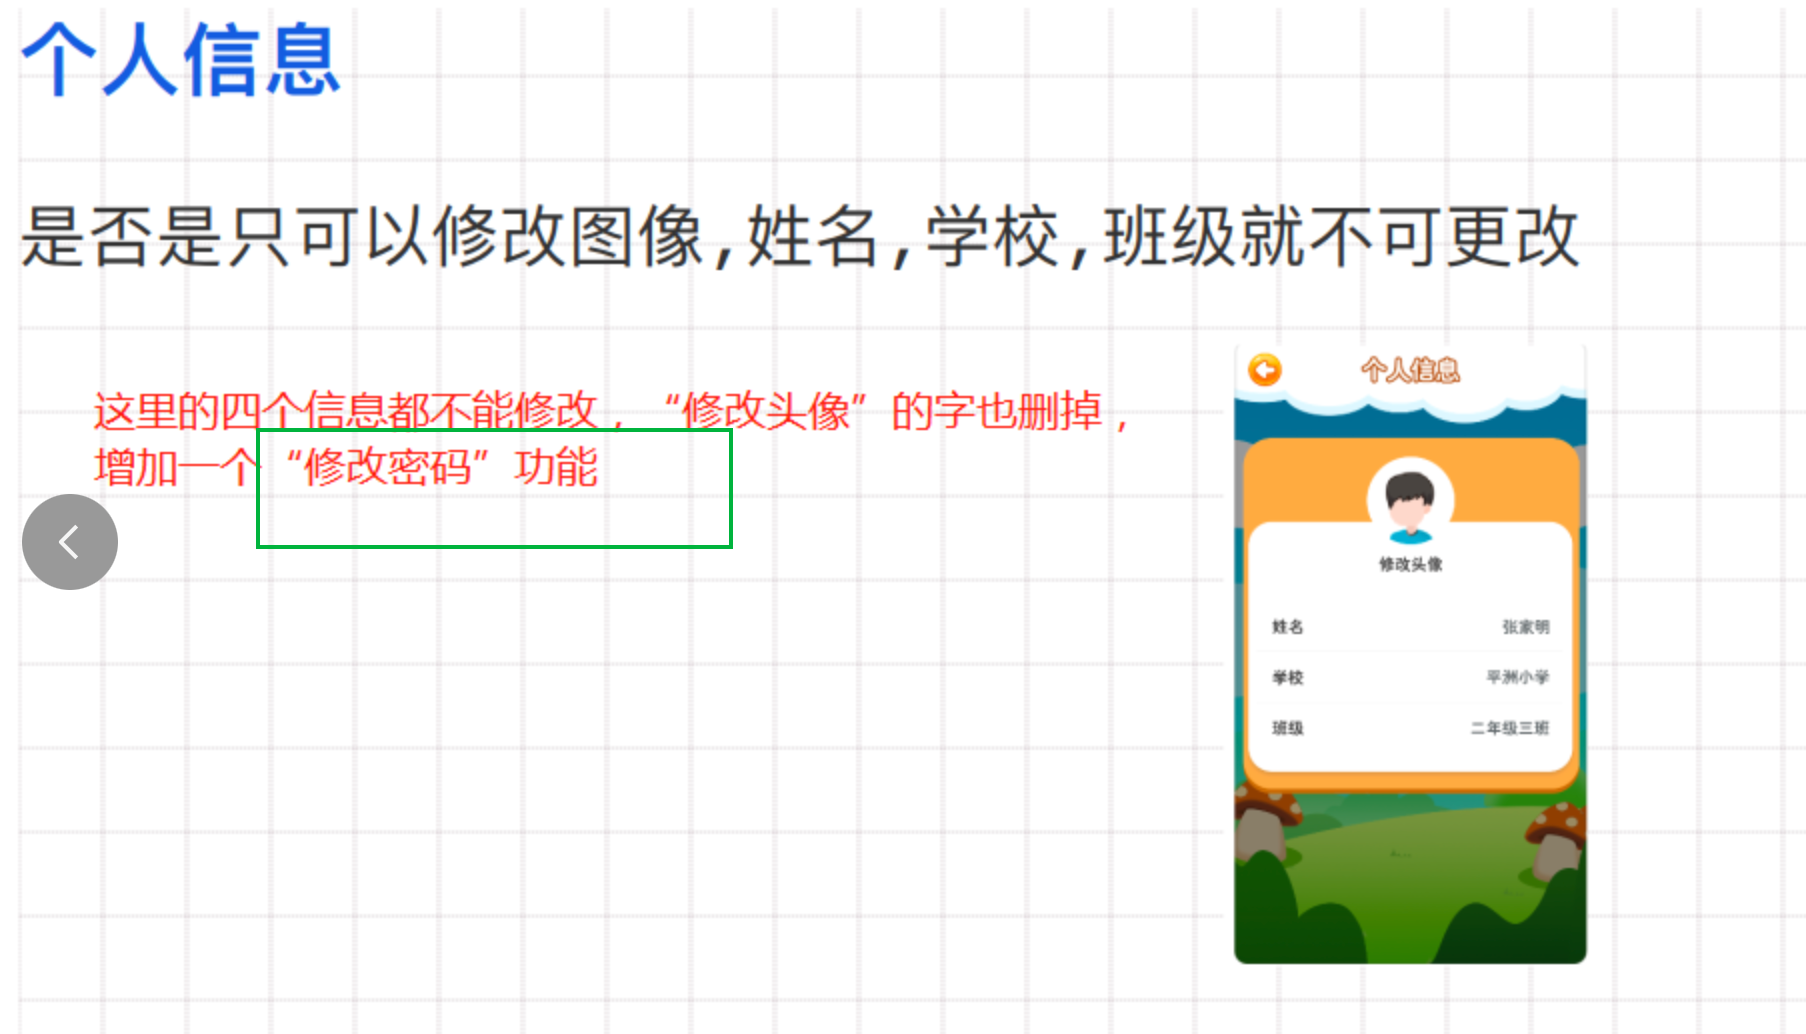 个人信息
是否是只可以修改图像,姓名,学校,班级就不可更改
这里的四个信息都不能修改，“修改头像”的字也删掉，
增加一个“修改密码”功能
个人信息
修改头像
姓名 张家明
学校 平洲小学
班级 二年级三班